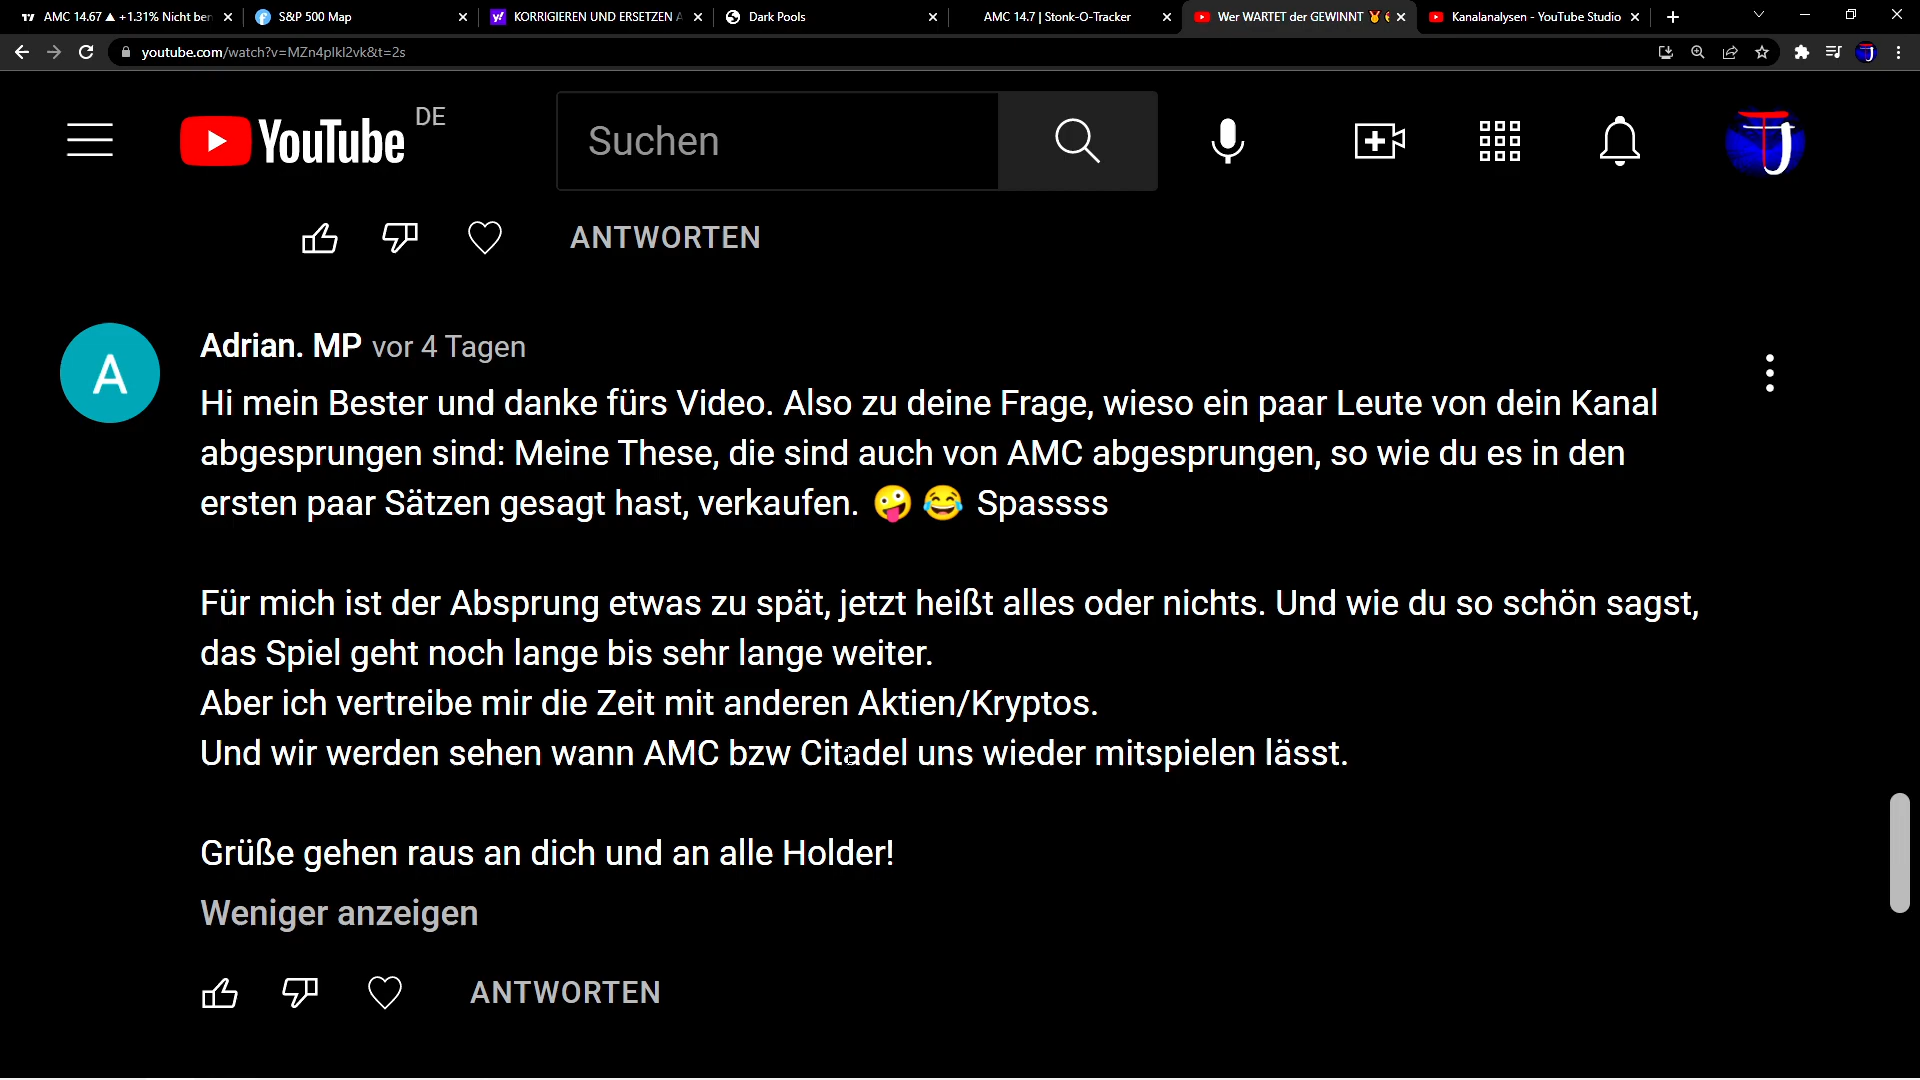 AMC 14.67 ▲ +1.31% Nicht ber
S&P 500 Map
KORRIGIEREN UND ERSETZEN A
Dark Pools
AMC 14.7 | Stonk-O-Tracker
Wer WARTET der GEWINNT
Kanalanalysen - YouTube Studio
youtube.com/watch?v=MZn4plkl2vk&t=2s
YouTube DE
Suchen
TJ
ANTWORTEN
A
Adrian. MP vor 4 Tagen
Hi mein Bester und danke fürs Video. Also zu deine Frage, wieso ein paar Leute von dein Kanal
abgesprungen sind: Meine These, die sind auch von AMC abgesprungen, so wie du es in den
ersten paar Sätzen gesagt hast, verkaufen. 🤪 😂 Spassss
Für mich ist der Absprung etwas zu spät, jetzt heißt alles oder nichts. Und wie du so schön sagst,
das Spiel geht noch lange bis sehr lange weiter.
Aber ich vertreibe mir die Zeit mit anderen Aktien/Kryptos.
Und wir werden sehen wann AMC bzw Citadel uns wieder mitspielen lässt.
Grüße gehen raus an dich und an alle Holder!
Weniger anzeigen
ANTWORTEN